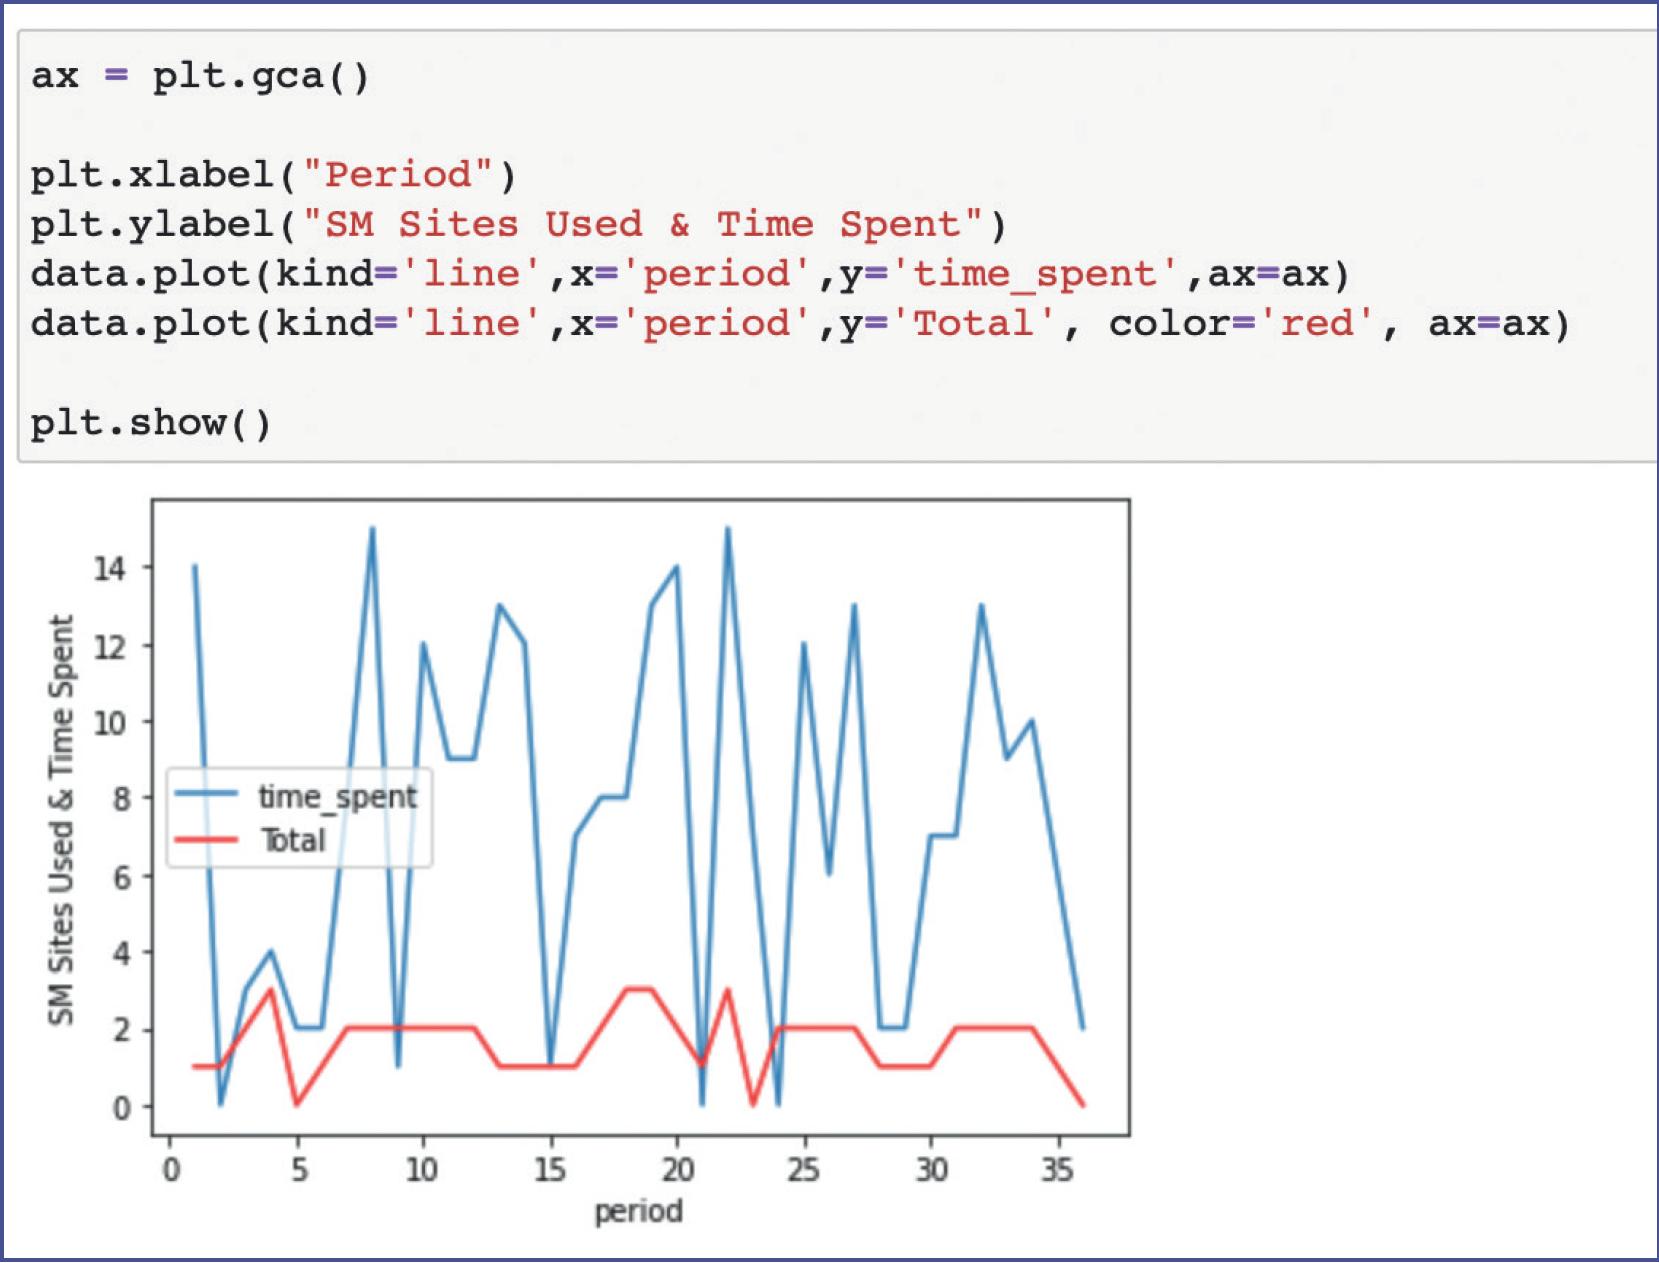 ax = plt.gca()
plt.xlabel("Period")
plt.ylabel("SM Sites Used & Time Spent")
data.plot(kind='line',x='period',y='time_spent',ax=ax)
data.plot(kind='line',x='period',y='Total', color='red', ax=ax)
plt.show()
SM Sites Used & Time Spent
14
12
10
8
6
4
2
0
time_spent
Total
0 5 10 15 20 25 30 35
period